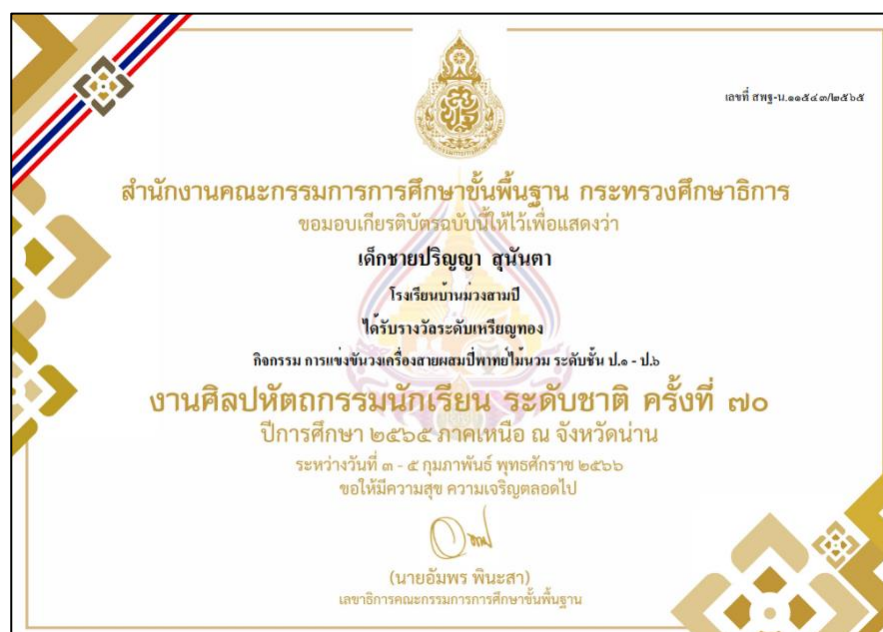 เลขที่ สพฐ-น.๑๑๕๔๓/๒๕๖๕
สำนักงานคณะกรรมการการศึกษาขั้นพื้นฐาน กระทรวงศึกษาธิการ
ขอมอบเกียรติบัตรฉบับนี้ให้ไว้เพื่อแสดงว่า
เด็กชายปริญญา สุนันตา
โรงเรียนบ้านม่วงสามปี
ได้รับรางวัลระดับเหรียญทอง
กิจกรรม การแข่งขันวงเครื่องสายผสมปี่พาทย์ไม้นวม ระดับชั้น ป.๑ - ป.๖
งานศิลปหัตถกรรมนักเรียน ระดับชาติ ครั้งที่ ๗๐
ปีการศึกษา ๒๕๖๕ ภาคเหนือ ณ จังหวัดน่าน
ระหว่างวันที่ ๓ - ๕ กุมภาพันธ์ พุทธศักราช ๒๕๖๖
ขอให้มีความสุข ความเจริญตลอดไป
(นายอัมพร พินะสา)
เลขาธิการคณะกรรมการการศึกษาขั้นพื้นฐาน